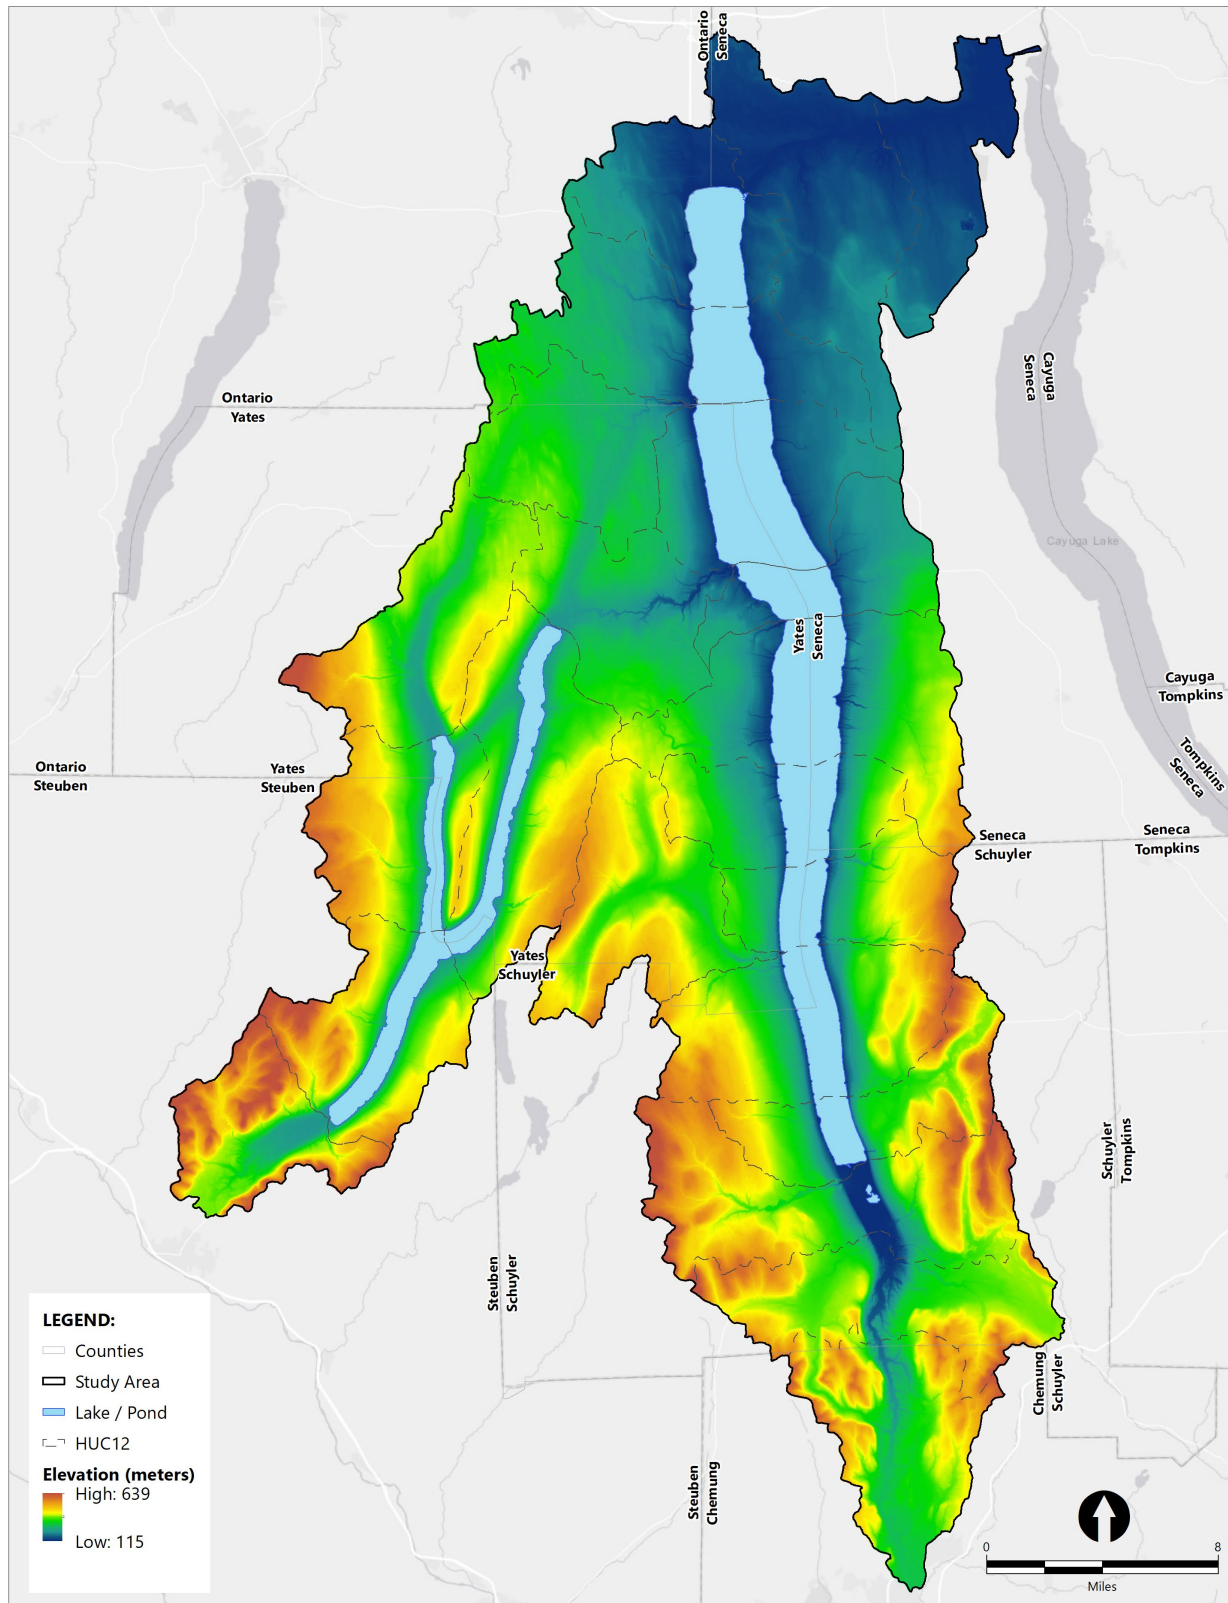 Ontario
Seneca
Cayuga
Seneca
Ontario
Yates
Cayuga Lake
Yates
Seneca
Cayuga
Tompkins
Tompkins
Seneca
Ontario
Steuben
Yates
Steuben
Seneca
Schuyler
Seneca
Tompkins
Yates
Schuyler
Schuyler
Tompkins
Steuben
Schuyler
Chemung
Schuyler
Steuben
Chemung
LEGEND:
Counties
Study Area
Lake / Pond
HUC12
Elevation (meters)
High: 639
Low: 115
0 8
Miles